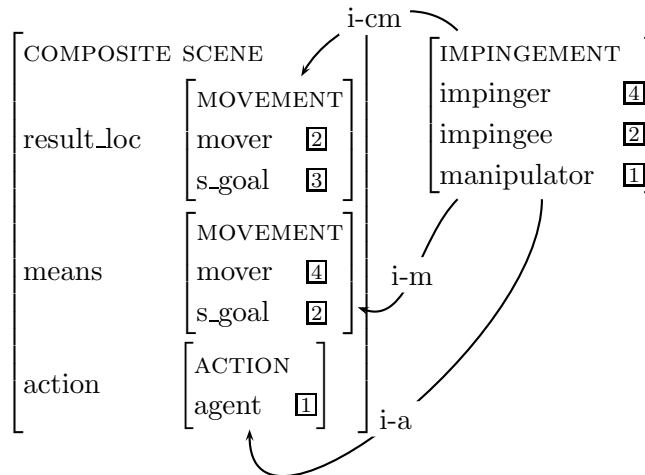 i-cm
COMPOSITE SCENE
result_loc
MOVEMENT
mover 2
s_goal 3
means
MOVEMENT
mover 4
s_goal 2
action
ACTION
agent 1
IMPINGEMENT
impinger 4
impingee 2
manipulator 1
i-m
i-a